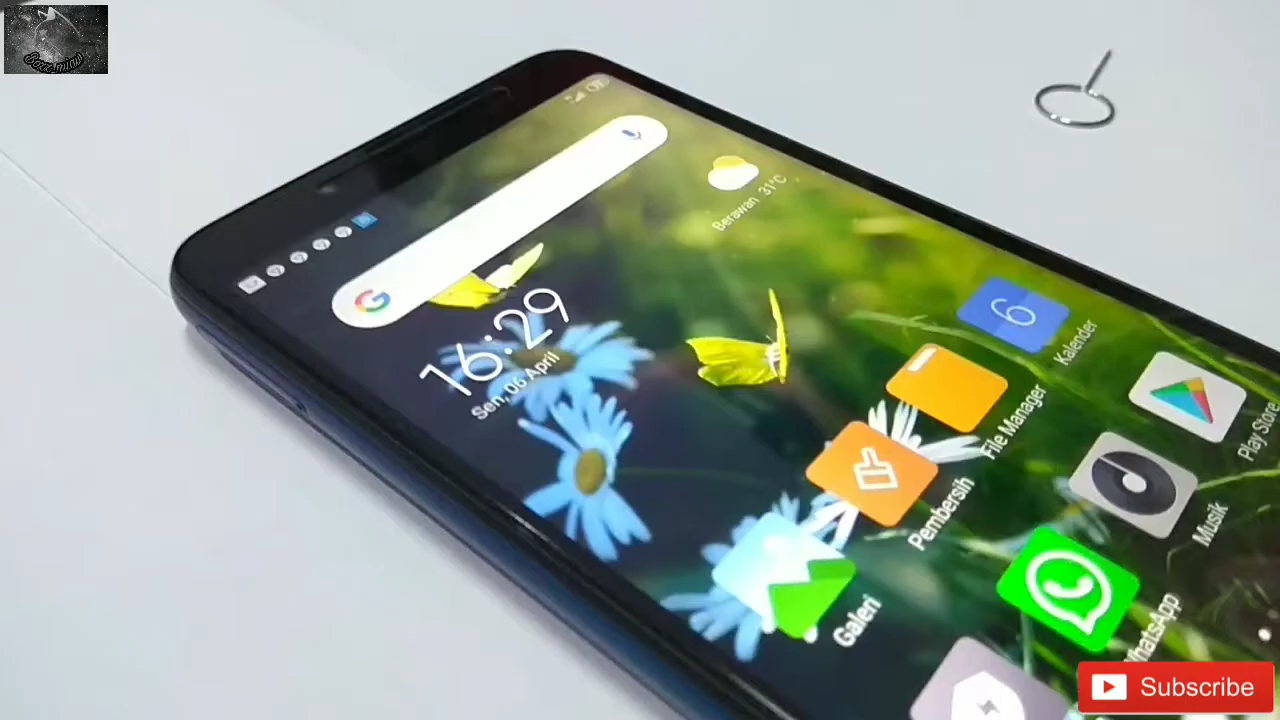 Berawan 31°C
16:29
Sen, 06 April
6
Kalender
File Manager
Play Store
Pembersih
Musik
Galeri
WhatsApp
Subscribe